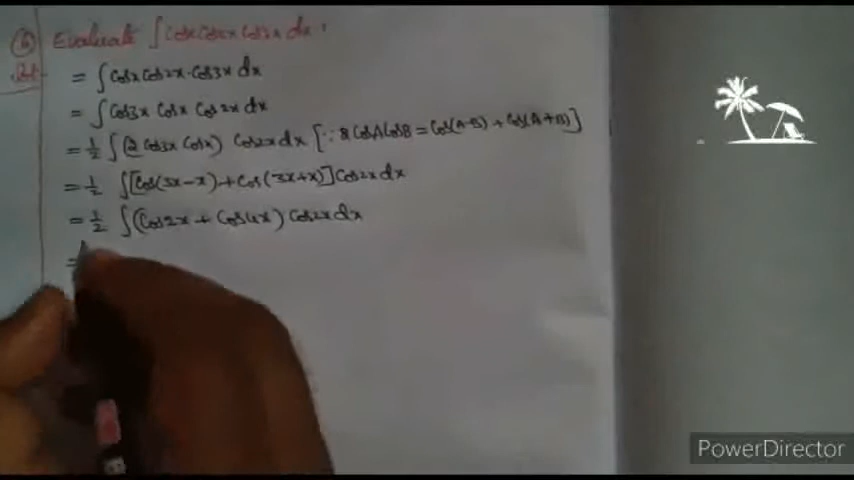 6 Evaluate ∫cosx cos2x cos3x dx.
Sol:- = ∫cosx cos2x.cos3x dx
= ∫cos3x cosx cos2x dx
= 1/2 ∫(2 cos3x cosx) cos2x dx [∵ 2 cosA cosB = cos(A-B) + cos(A+B)]
= 1/2 ∫[cos(3x-x)+cos(3x+x)] cos2x dx
= 1/2 ∫(cos2x + cos4x) cos2x dx
=
PowerDirector